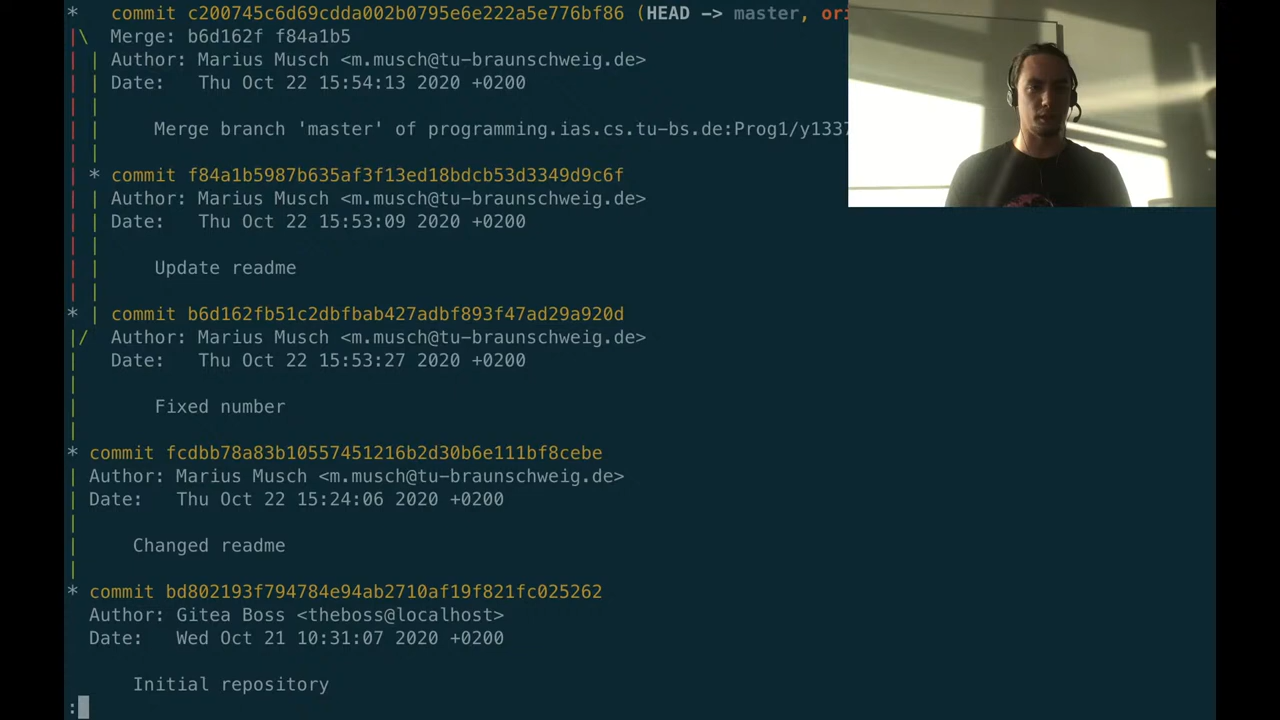 *   commit c200745c6d69cdda002b0795e6e222a5e776bf86 (HEAD -> master,
|\  Merge: b6d162f f84a1b5
| | Author: Marius Musch <m.musch@tu-braunschweig.de>
| | Date:   Thu Oct 22 15:54:13 2020 +0200
| |
| |     Merge branch 'master' of programming.ias.cs.tu-bs.de:Prog1/y1337
| |
| * commit f84a1b5987b635af3f13ed18bdcb53d3349d9c6f
| | Author: Marius Musch <m.musch@tu-braunschweig.de>
| | Date:   Thu Oct 22 15:53:09 2020 +0200
| |
| |     Update readme
| |
* | commit b6d162fb51c2dbfbab427adbf893f47ad29a920d
|/  Author: Marius Musch <m.musch@tu-braunschweig.de>
|   Date:   Thu Oct 22 15:53:27 2020 +0200
|
|       Fixed number
|
* commit fcdbb78a83b10557451216b2d30b6e111bf8cebe
| Author: Marius Musch <m.musch@tu-braunschweig.de>
| Date:   Thu Oct 22 15:24:06 2020 +0200
|
|     Changed readme
|
* commit bd802193f794784e94ab2710af19f821fc025262
  Author: Gitea Boss <theboss@localhost>
  Date:   Wed Oct 21 10:31:07 2020 +0200

      Initial repository
: